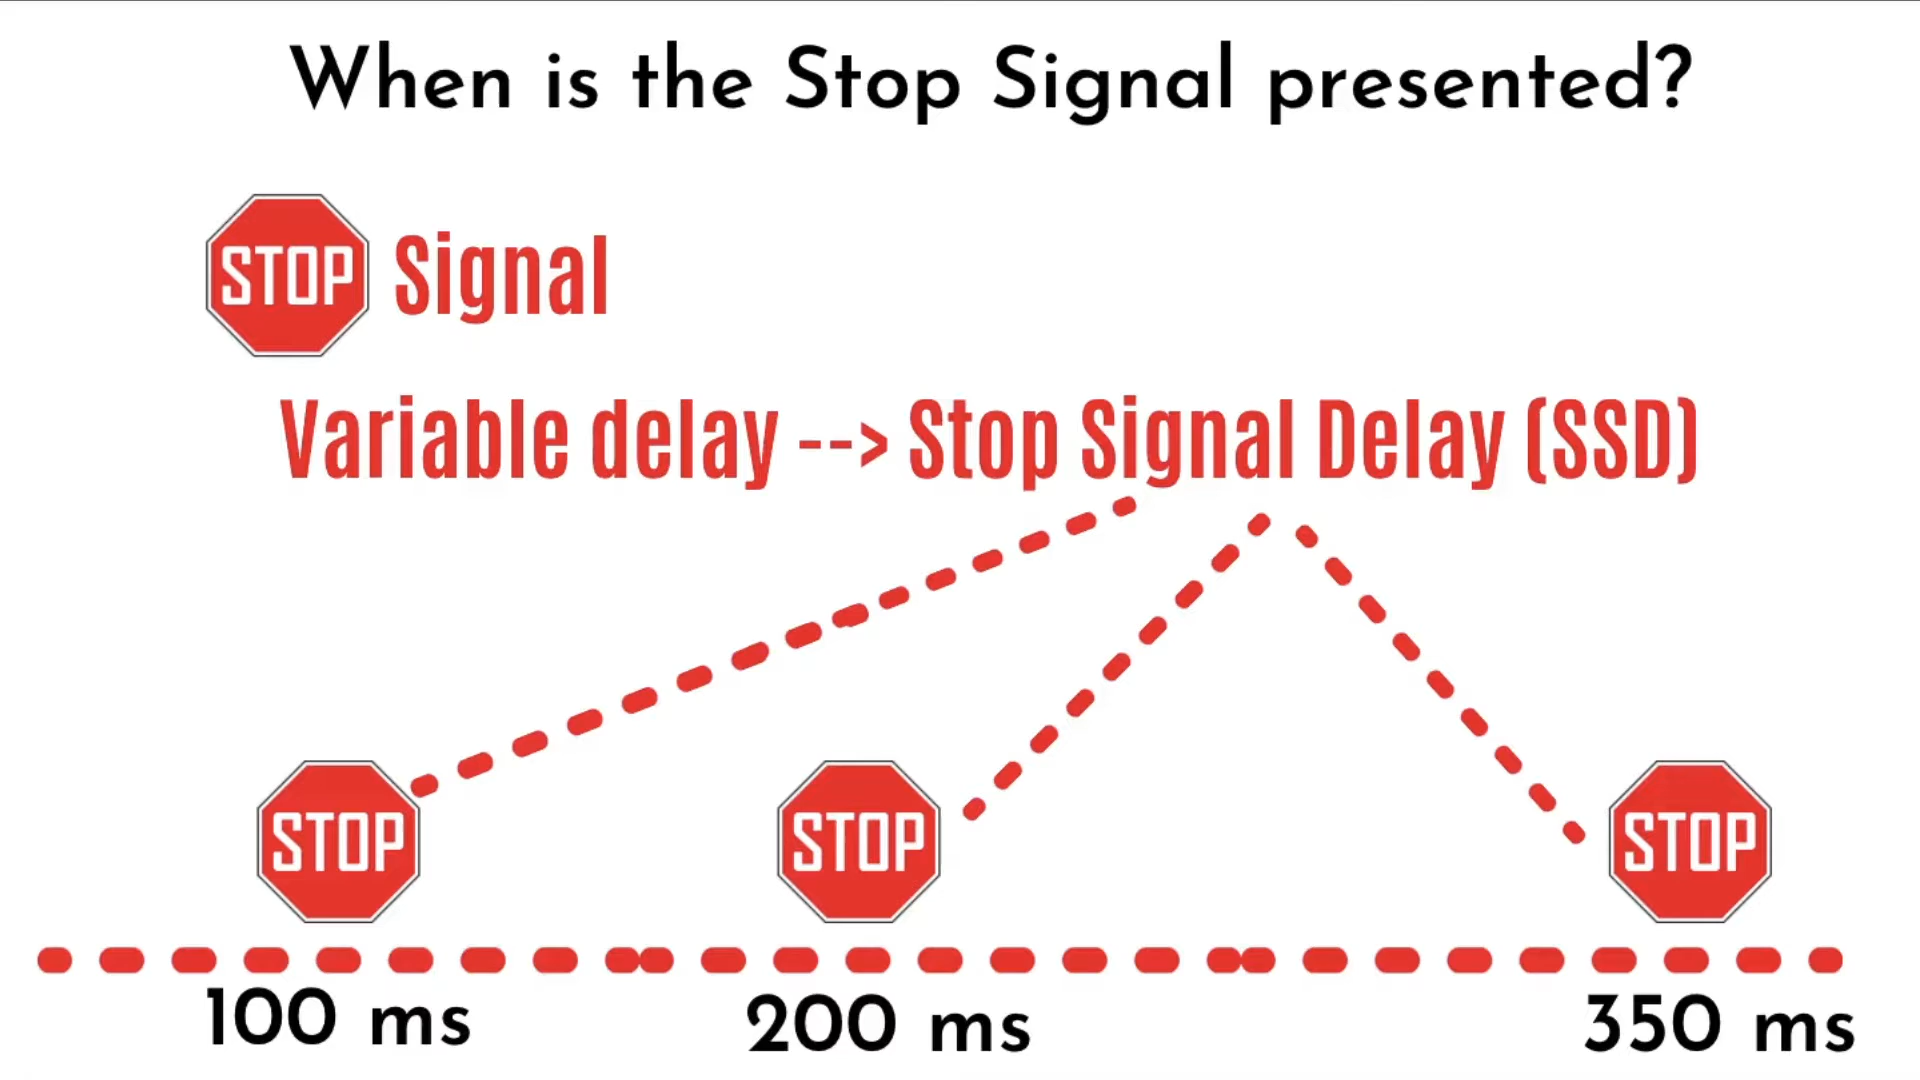 When is the Stop Signal presented?
STOP Signal
Variable delay --> Stop Signal Delay (SSD)
STOP STOP STOP
100 ms 200 ms 350 ms